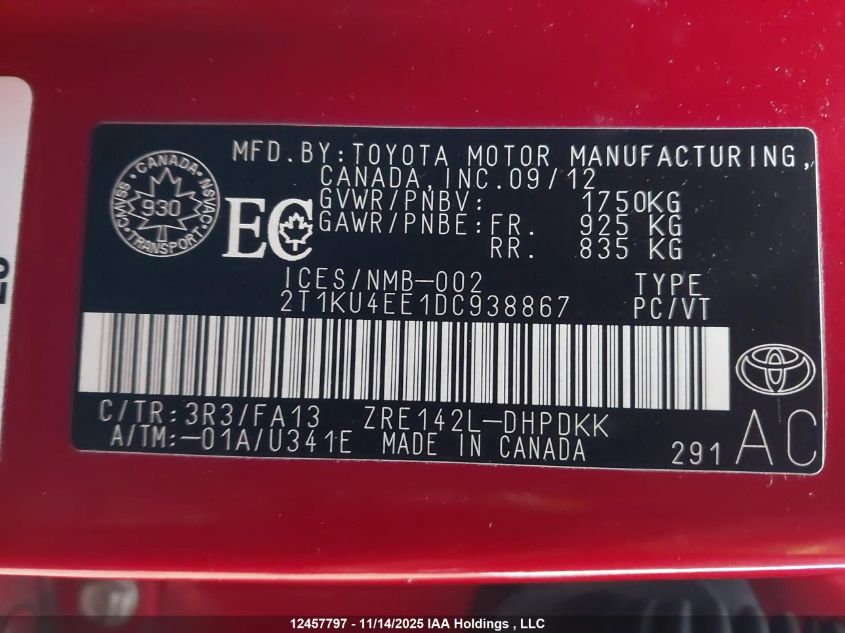 MFD.BY:TOYOTA MOTOR MANUFACTURING,
CANADA,INC.09/12
GVWR/PNBV: 1750KG
GAWR/PNBE:FR. 925 KG
RR. 835 KG
CANADA
CMVSS NSVAC
930
TRANSPORT
EC
ICES/NMB-002 TYPE
2T1KU4EE1DC938867 PC/VT
C/TR:3R3/FA13 ZRE142L-DHPDKK
A/TM:-01A/U341E MADE IN CANADA
291 AC
12457797 - 11/14/2025 IAA Holdings , LLC